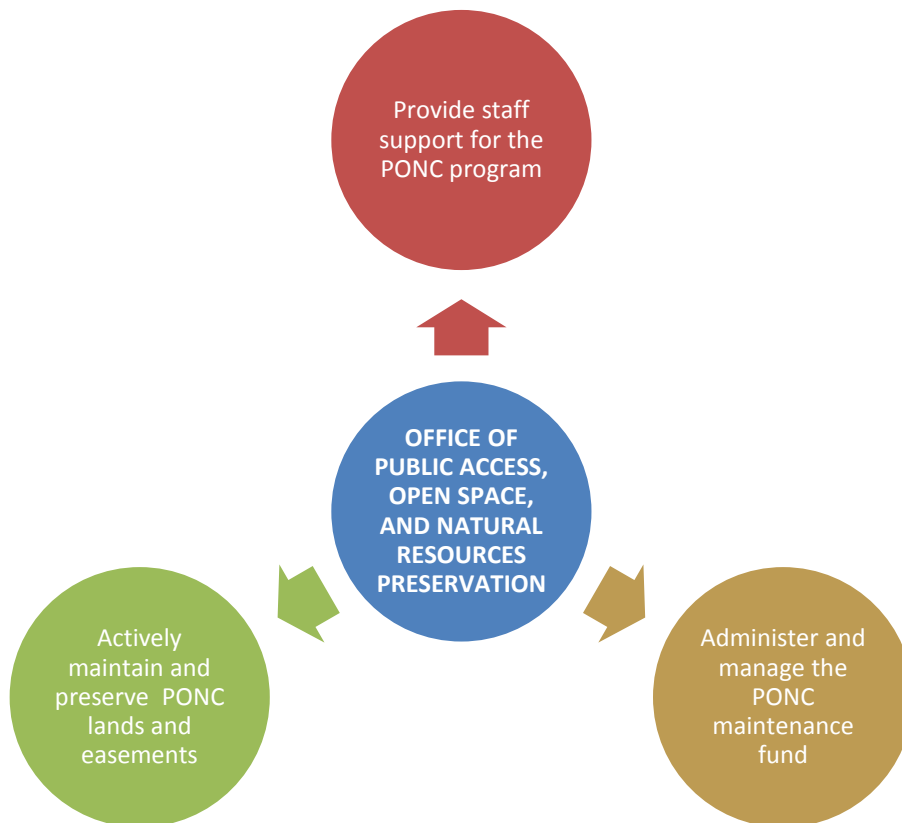 Provide staff
support for the
PONC program
OFFICE OF
PUBLIC ACCESS,
OPEN SPACE,
AND NATURAL
RESOURCES
PRESERVATION
Actively
maintain and
preserve PONC
lands and
easements
Administer and
manage the
PONC
maintenance
fund